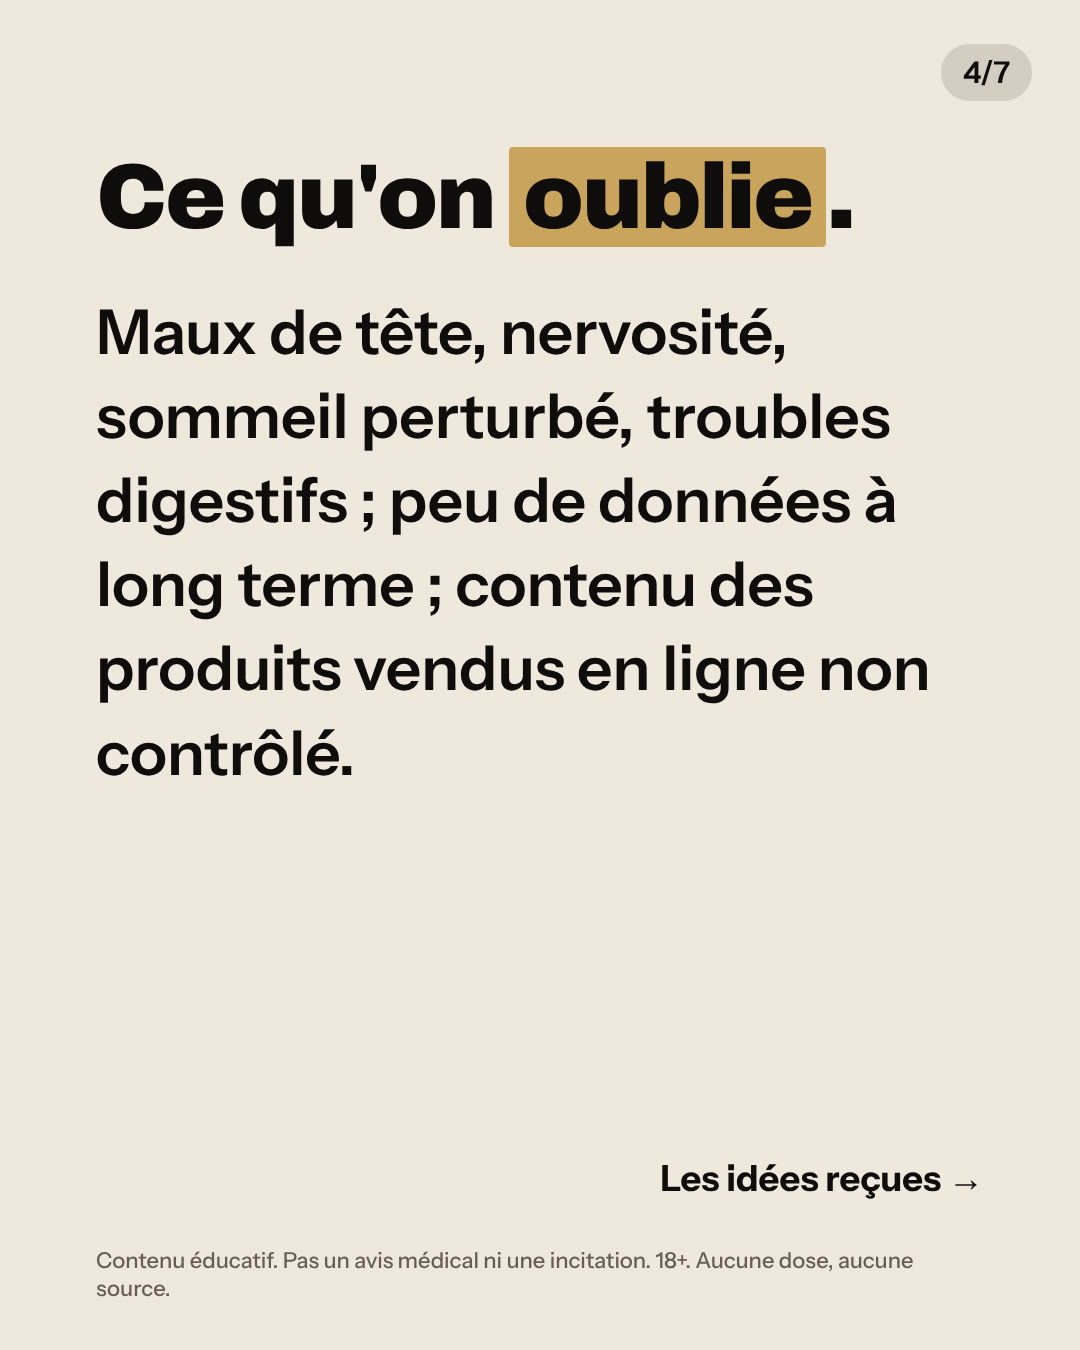 4/7
Ce qu'on oublie.
Maux de tête, nervosité,
sommeil perturbé, troubles
digestifs ; peu de données à
long terme ; contenu des
produits vendus en ligne non
contrôlé.
Les idées reçues →
Contenu éducatif. Pas un avis médical ni une incitation. 18+. Aucune dose, aucune
source.